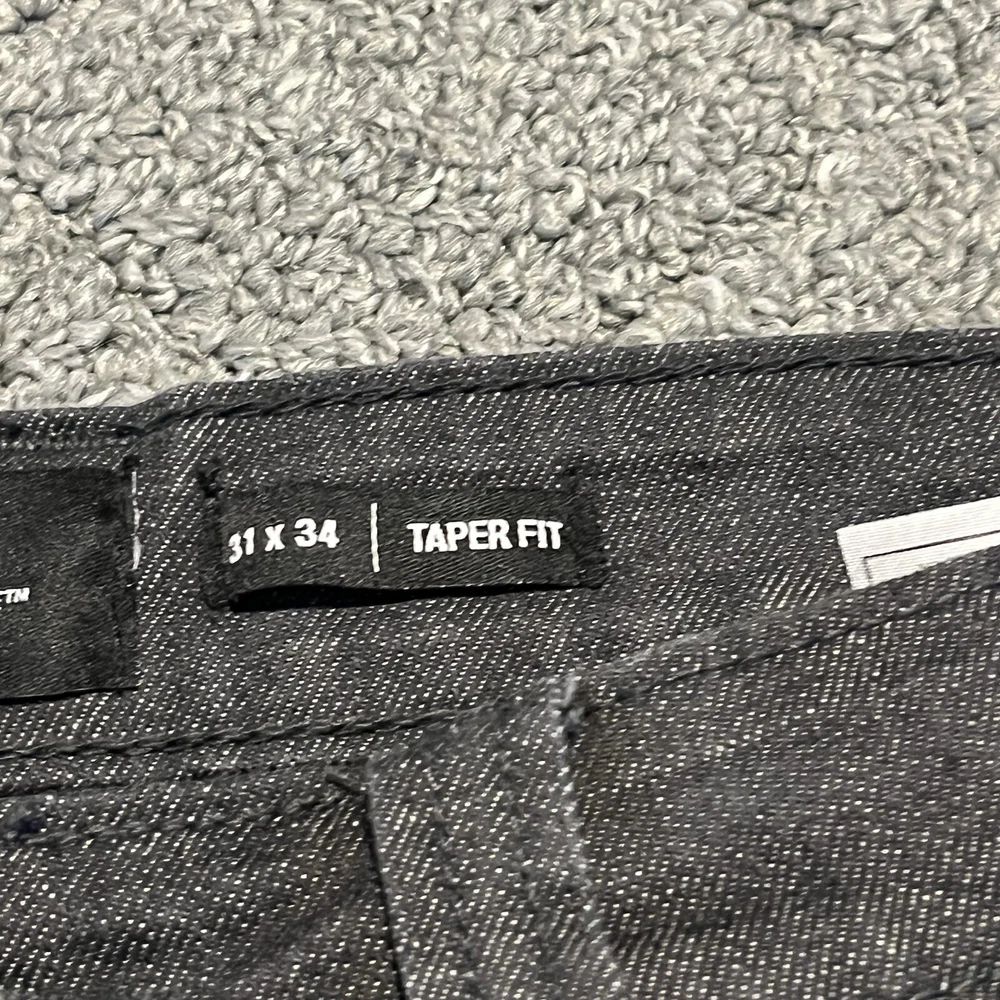 31 X 34 | TAPER FIT